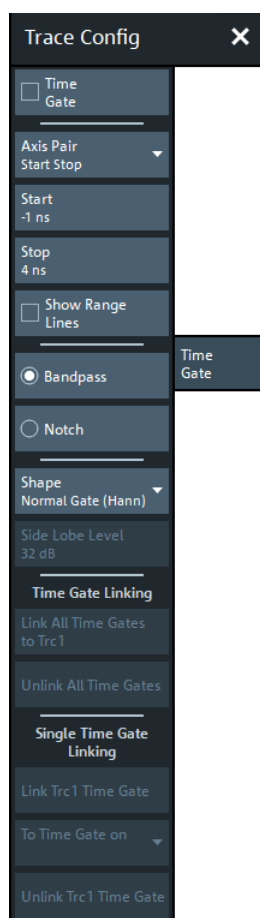 Trace Config
Time
Gate
Axis Pair
Start Stop
Start
-1 ns
Stop
4 ns
Show Range
Lines
Bandpass
Notch
Shape
Normal Gate (Hann)
Side Lobe Level
32 dB
Time Gate Linking
Link All Time Gates
to Trc1
Unlink All Time Gates
Single Time Gate
Linking
Link Trc1 Time Gate
To Time Gate on
Unlink Trc1 Time Gate
Time
Gate